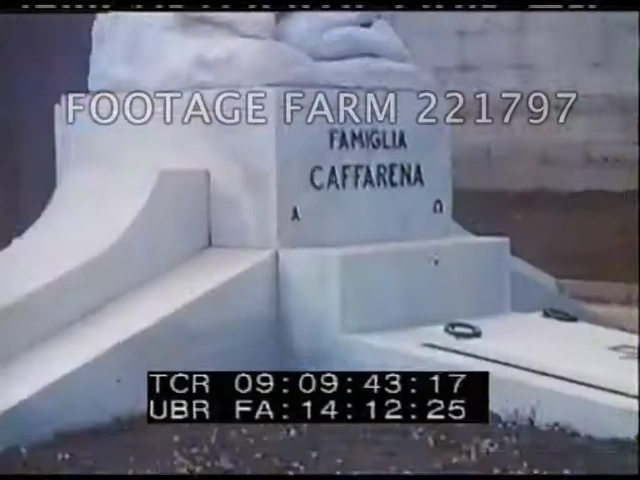 FOOTAGE FARM 221797
FAMIGLIA
CAFFARENA
Α Ω
TCR 09:09:43:17
UBR FA:14:12:25